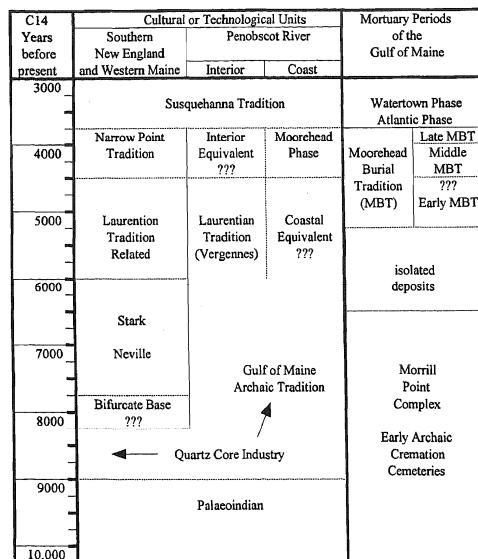 C14
Years
before
present
Cultural or Technological Units
Southern
New England
and Western Maine
Penobscot River
Interior
Coast
Mortuary Periods
of the
Gulf of Maine
3000
4000
5000
6000
7000
8000
9000
10,000
Susquehanna Tradition
Narrow Point
Tradition
Interior
Equivalent
???
Moorehead
Phase
Laurention
Tradition
Related
Laurentian
Tradition
(Vergennes)
Coastal
Equivalent
???
Stark
Neville
Bifurcate Base
???
Gulf of Maine
Archaic Tradition
Quartz Core Industry
Palaeoindian
Watertown Phase
Atlantic Phase
Moorehead
Burial
Tradition
(MBT)
Late MBT
Middle
MBT
???
Early MBT
isolated
deposits
Morrill
Point
Complex
Early Archaic
Cremation
Cemeteries